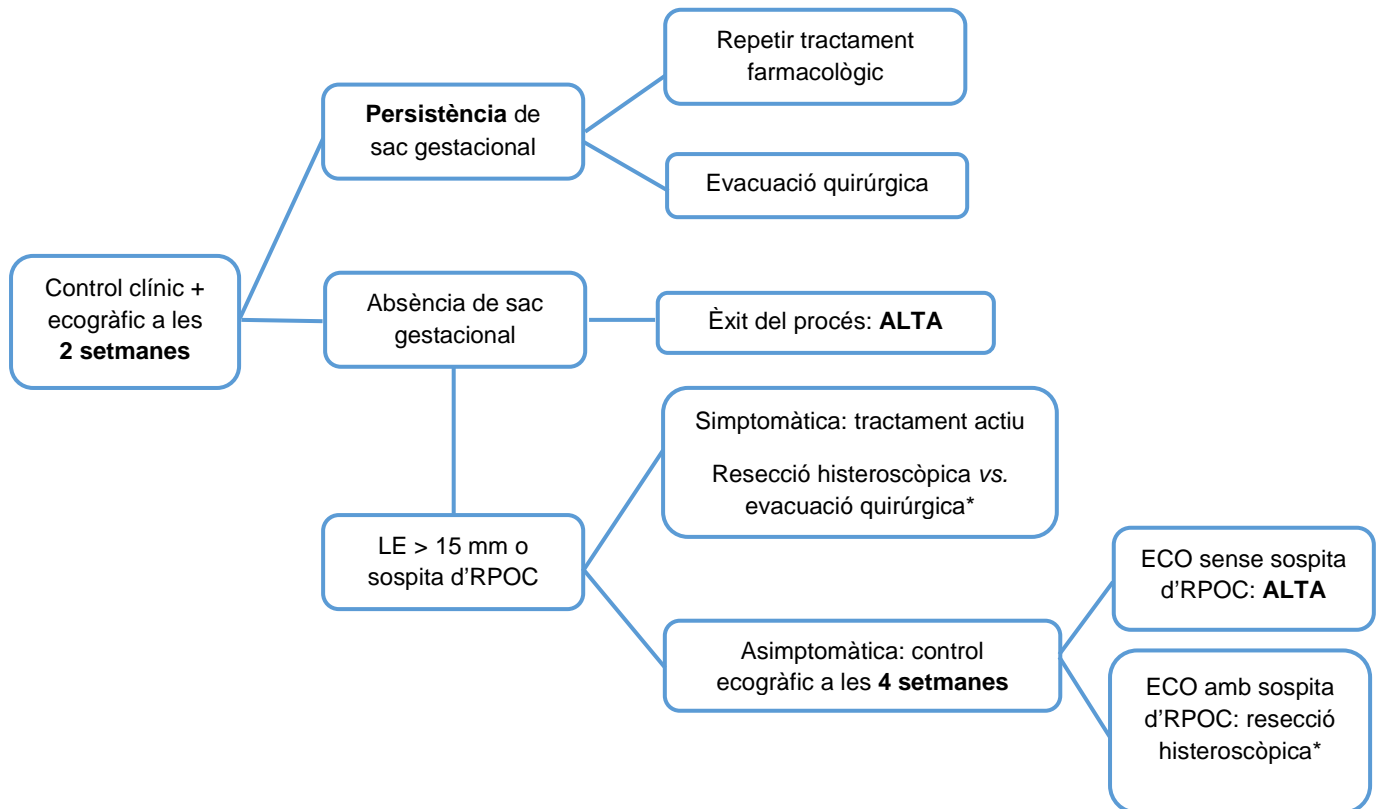 Control clínic +
ecogràfic a les
2 setmanes
Persistència de
sac gestacional
Repetir tractament
farmacològic
Evacuació quirúrgica
Absència de sac
gestacional
Èxit del procés: ALTA
LE > 15 mm o
sospita d’RPOC
Simptomàtica: tractament actiu
Resecció histeroscòpica vs.
evacuació quirúrgica*
Asimptomàtica: control
ecogràfic a les 4 setmanes
ECO sense sospita
d’RPOC: ALTA
ECO amb sospita
d’RPOC: resecció
histeroscòpica*